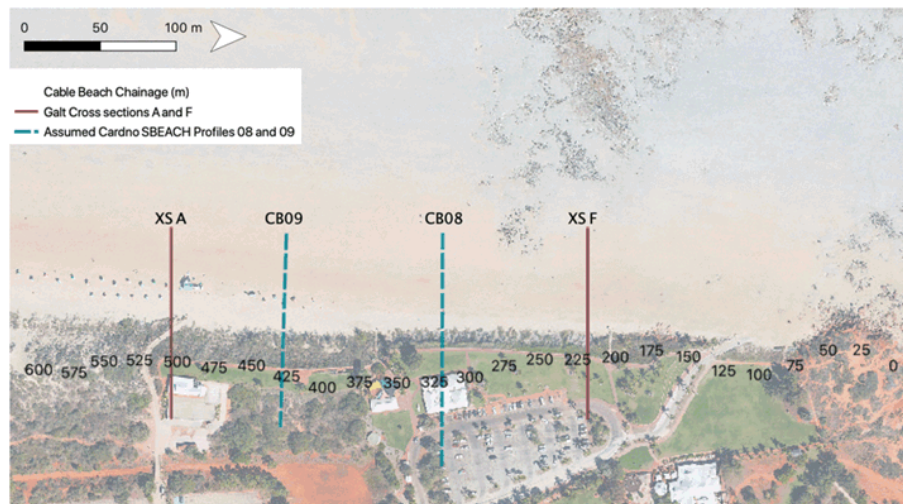 0 50 100 m
Cable Beach Chainage (m)
Galt Cross sections A and F
Assumed Cardno SBEACH Profiles 08 and 09
XS A CB09 CB08 XS F
600 575 550 525 500 475 450 425 400 375 350 325 300 275 250 225 200 175 150 125 100 75 50 25 0